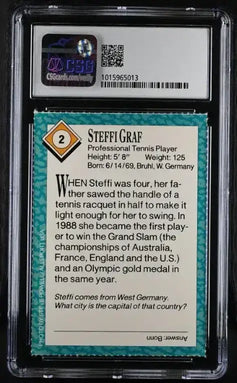 CSG
CSGcards.com/verify
1015965013
2
STEFFI GRAF
Professional Tennis Player
Height: 5' 8" Weight: 125
Born: 6/14/69, Bruhl, W. Germany
WHEN Steffi was four, her fa-
ther sawed the handle of a
tennis racquet in half to make it
light enough for her to swing. In
1988 she became the first play-
er to win the Grand Slam (the
championships of Australia,
France, England and the U.S.)
and an Olympic gold medal in
the same year.
Steffi comes from West Germany.
What city is the capital of that country?
Answer: Bonn